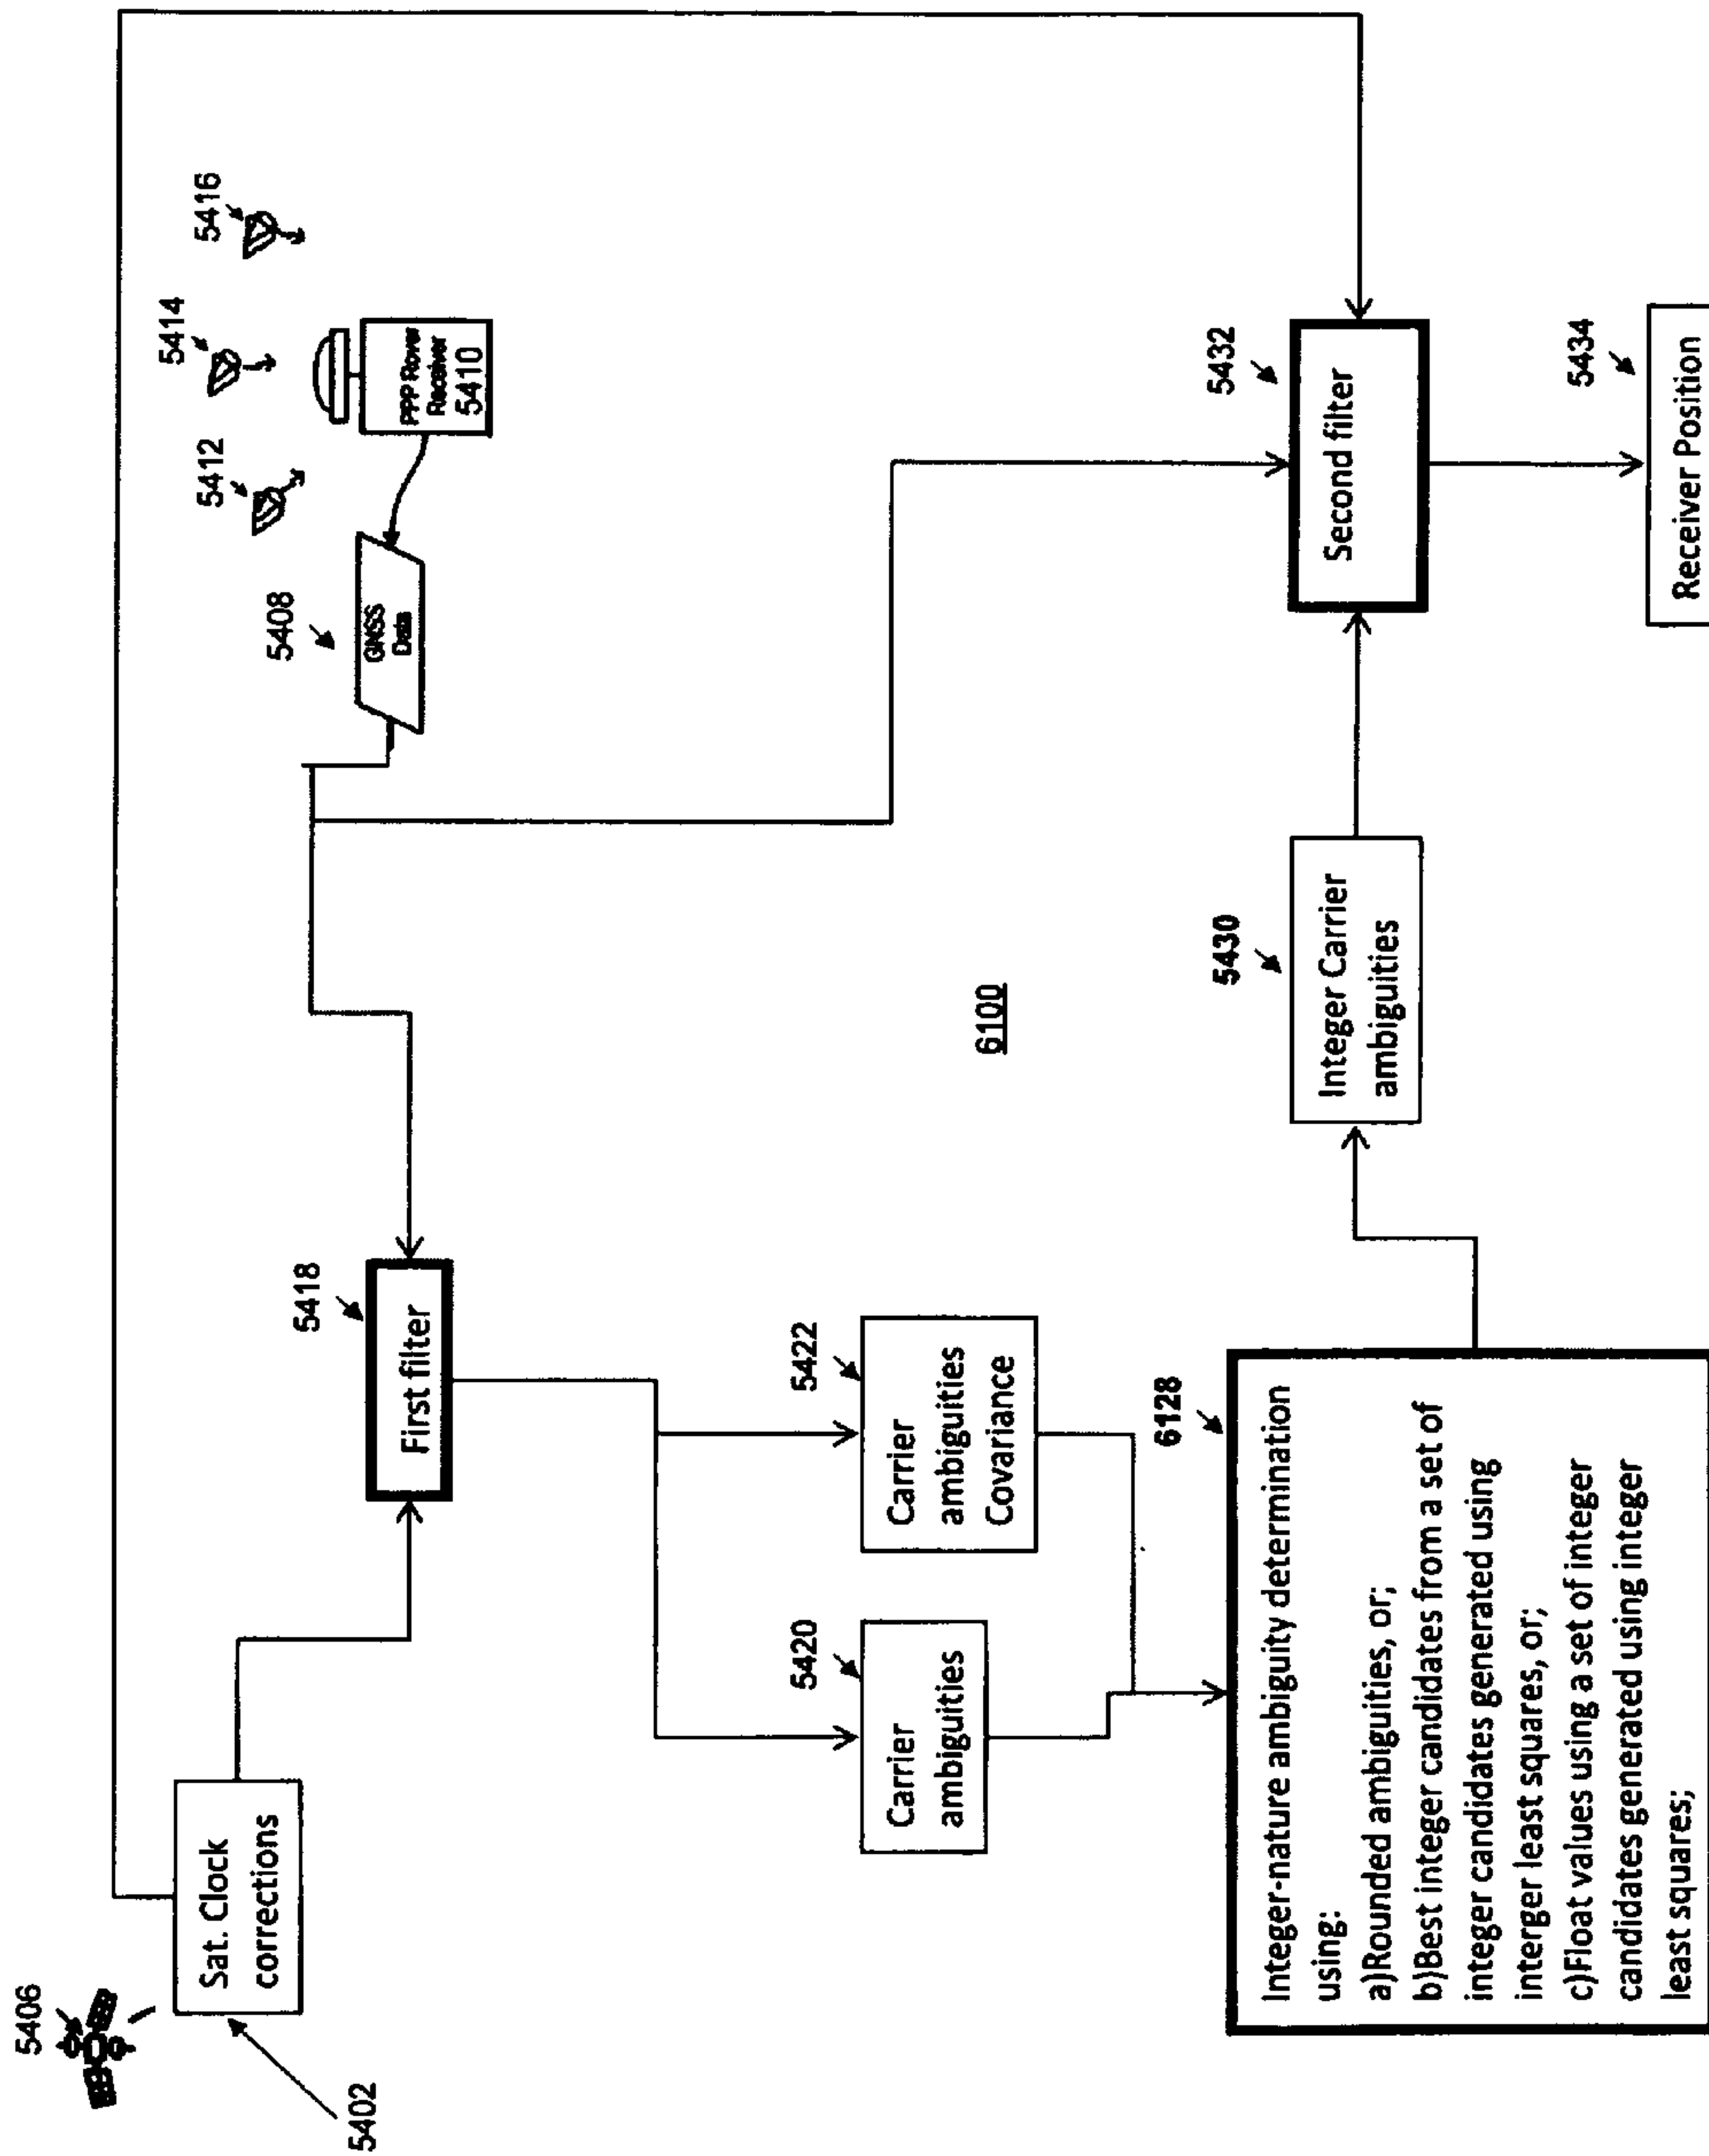 5406
5402
Sat. Clock
corrections
5418
First filter
5408
GNSS
Data
5412
5414
5416
PPP Rover
Receiver
5410
5420
Carrier
ambiguities
5422
Carrier
ambiguities
Covariance
6100
6128
Integer-nature ambiguity determination
using:
a)Rounded ambiguities, or;
b)Best integer candidates from a set of
integer candidates generated using
interger least squares, or;
c)Float values using a set of integer
candidates generated using integer
least squares;
5430
Integer Carrier
ambiguities
5432
Second filter
5434
Receiver Position